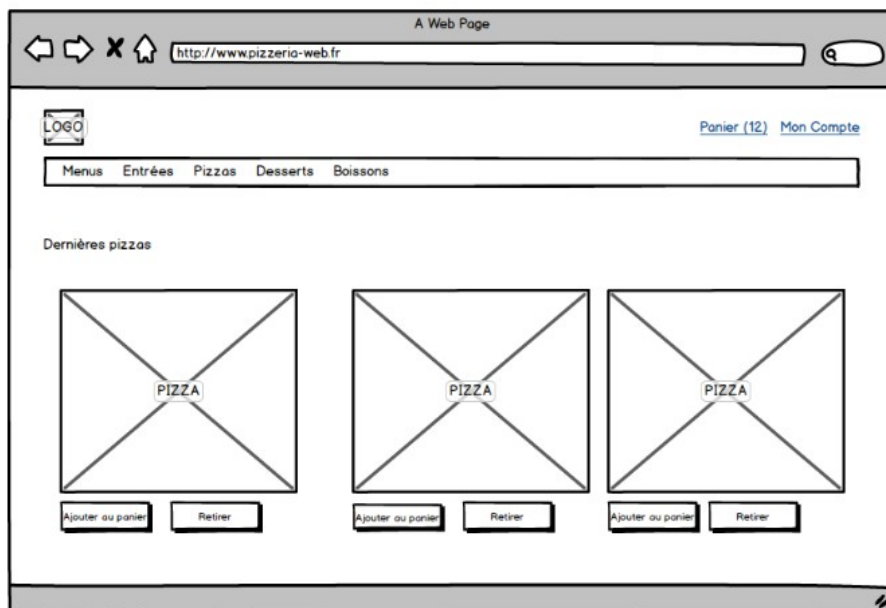 A Web Page
http://www.pizzeria-web.fr
LOGO
Panier (12) Mon Compte
Menus Entrées Pizzas Desserts Boissons
Dernières pizzas
PIZZA PIZZA PIZZA
Ajouter au panier Retirer Ajouter au panier Retirer Ajouter au panier Retirer